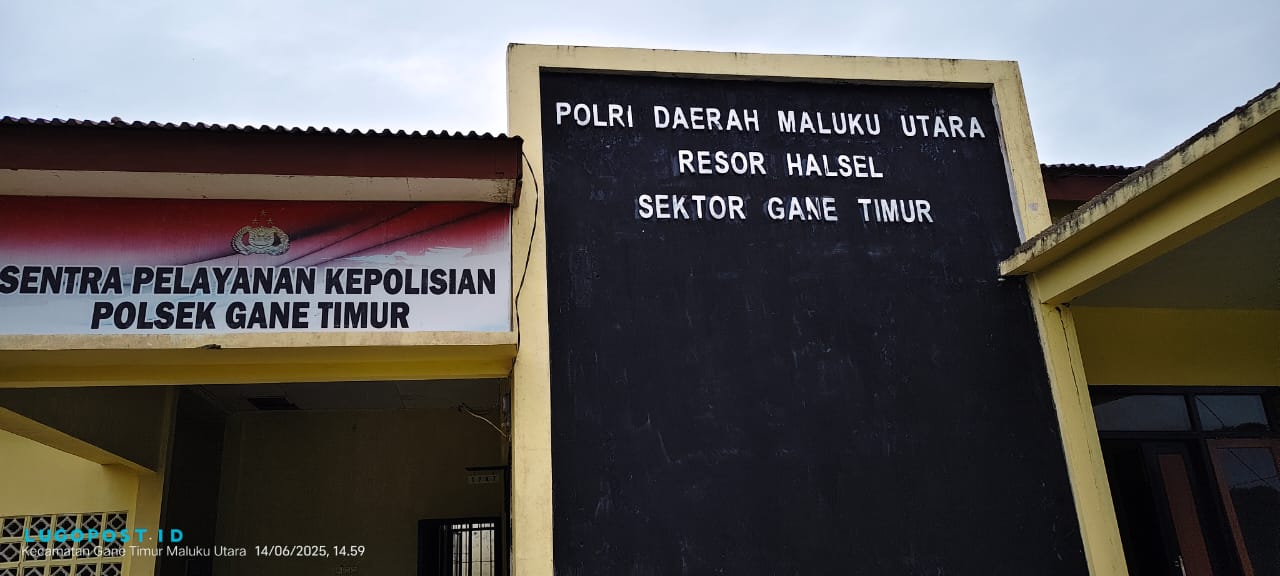 POLRI DAERAH MALUKU UTARA
RESOR HALSEL
SEKTOR GANE TIMUR
SENTRA PELAYANAN KEPOLISIAN
POLSEK GANE TIMUR
LUGOPOST.ID
Kecamatan Gane Timur Maluku Utara 14/06/2025, 14.59